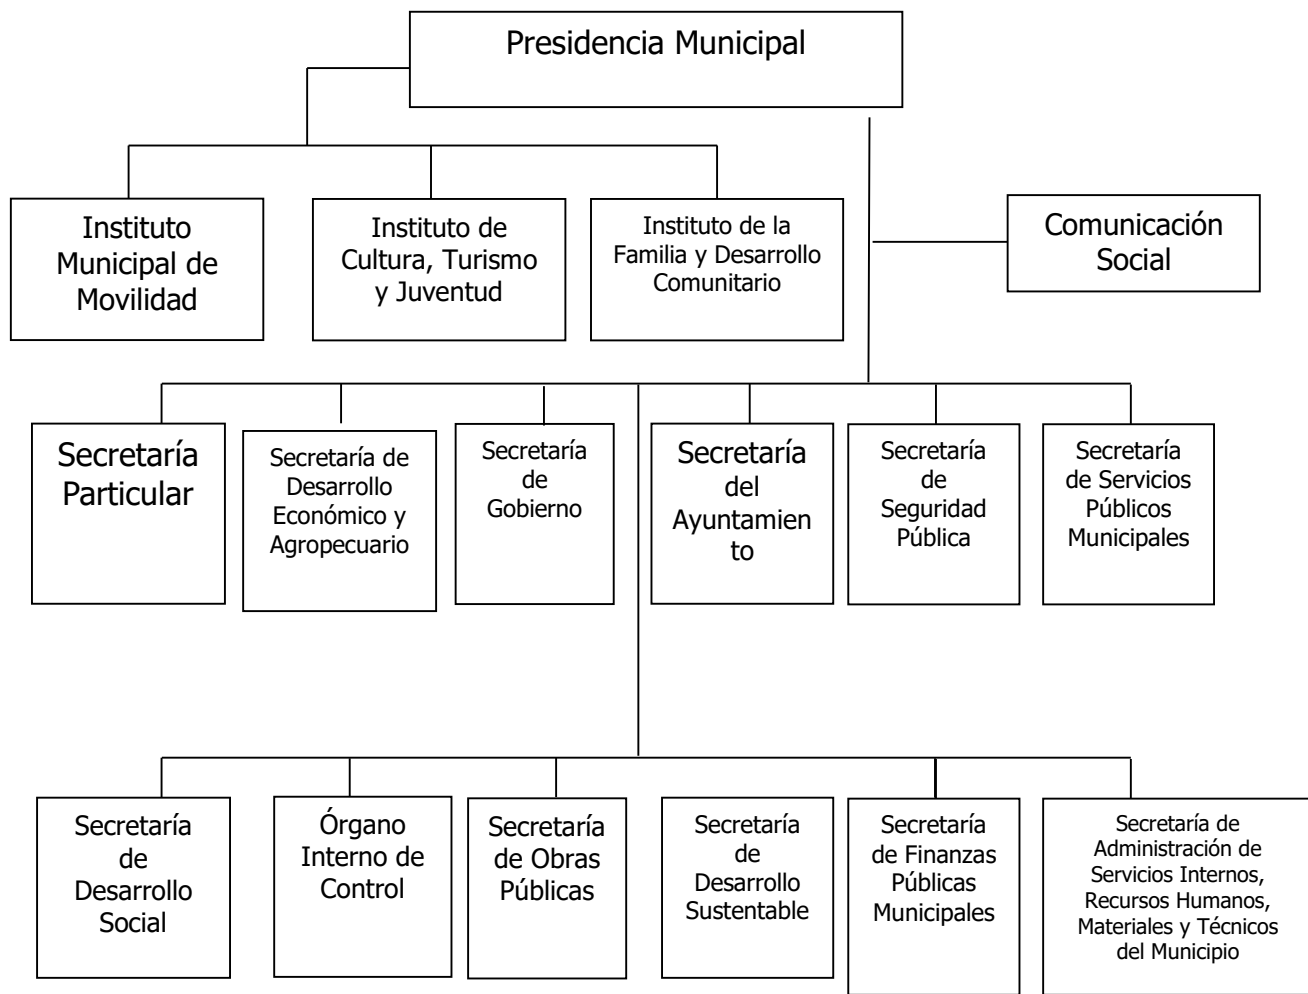 Presidencia Municipal
Instituto
Municipal de
Movilidad
Instituto de
Cultura, Turismo
y Juventud
Instituto de la
Familia y Desarrollo
Comunitario
Comunicación
Social
Secretaría
Particular
Secretaría de
Desarrollo
Económico y
Agropecuario
Secretaría
de
Gobierno
Secretaría
del
Ayuntamien
to
Secretaría
de
Seguridad
Pública
Secretaría
de Servicios
Públicos
Municipales
Secretaría
de
Desarrollo
Social
Órgano
Interno de
Control
Secretaría
de Obras
Públicas
Secretaría
de
Desarrollo
Sustentable
Secretaría
de Finanzas
Públicas
Municipales
Secretaría de
Administración de
Servicios Internos,
Recursos Humanos,
Materiales y Técnicos
del Municipio